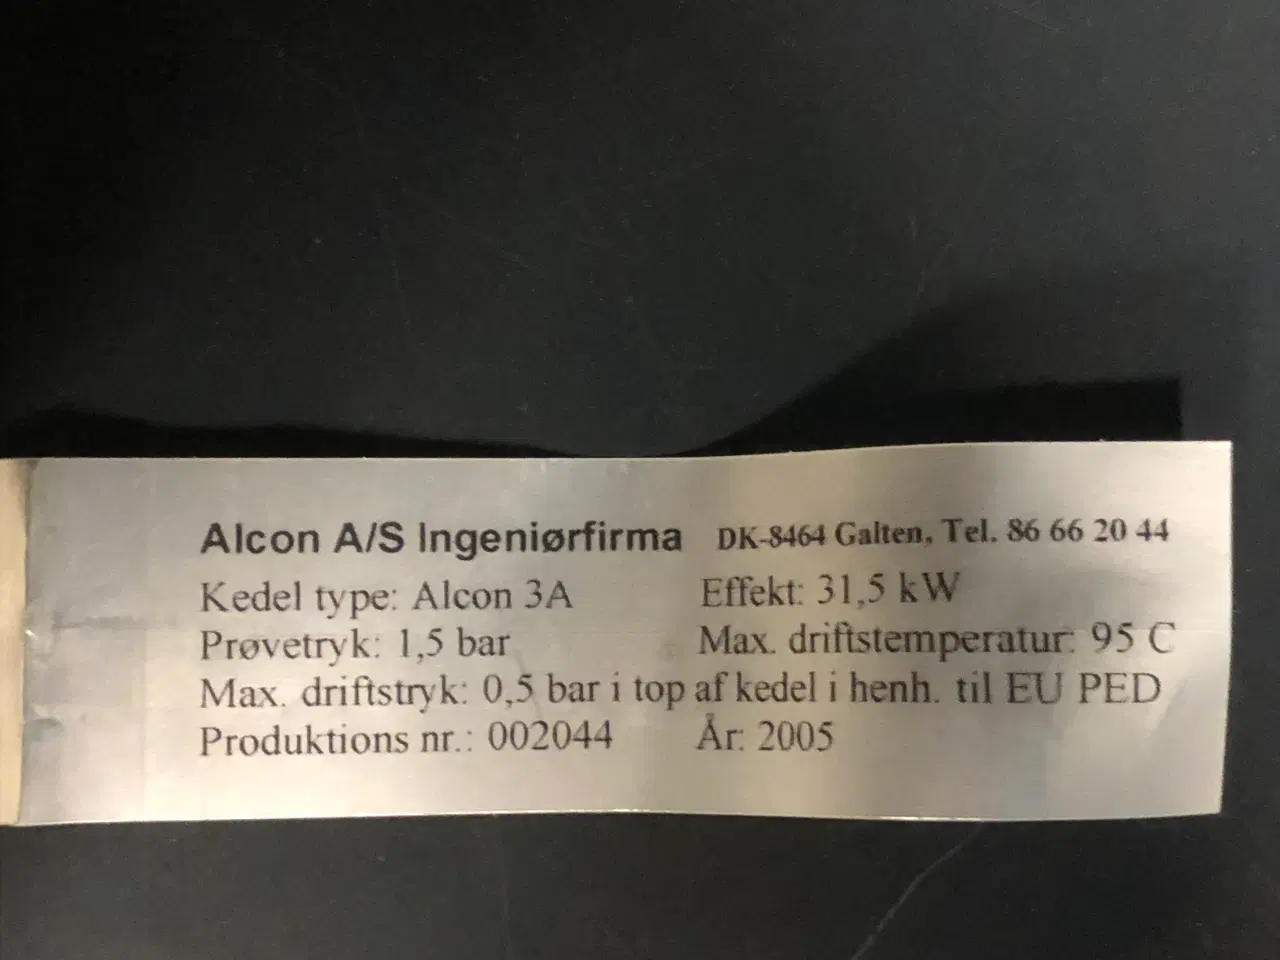 Alcon A/S Ingeniørfirma DK-8464 Galten, Tel. 86 66 20 44
Kedel type: Alcon 3A Effekt: 31,5 kW
Prøvetryk: 1,5 bar Max. driftstemperatur: 95 C
Max. driftstryk: 0,5 bar i top af kedel i henh. til EU PED
Produktions nr.: 002044 År: 2005